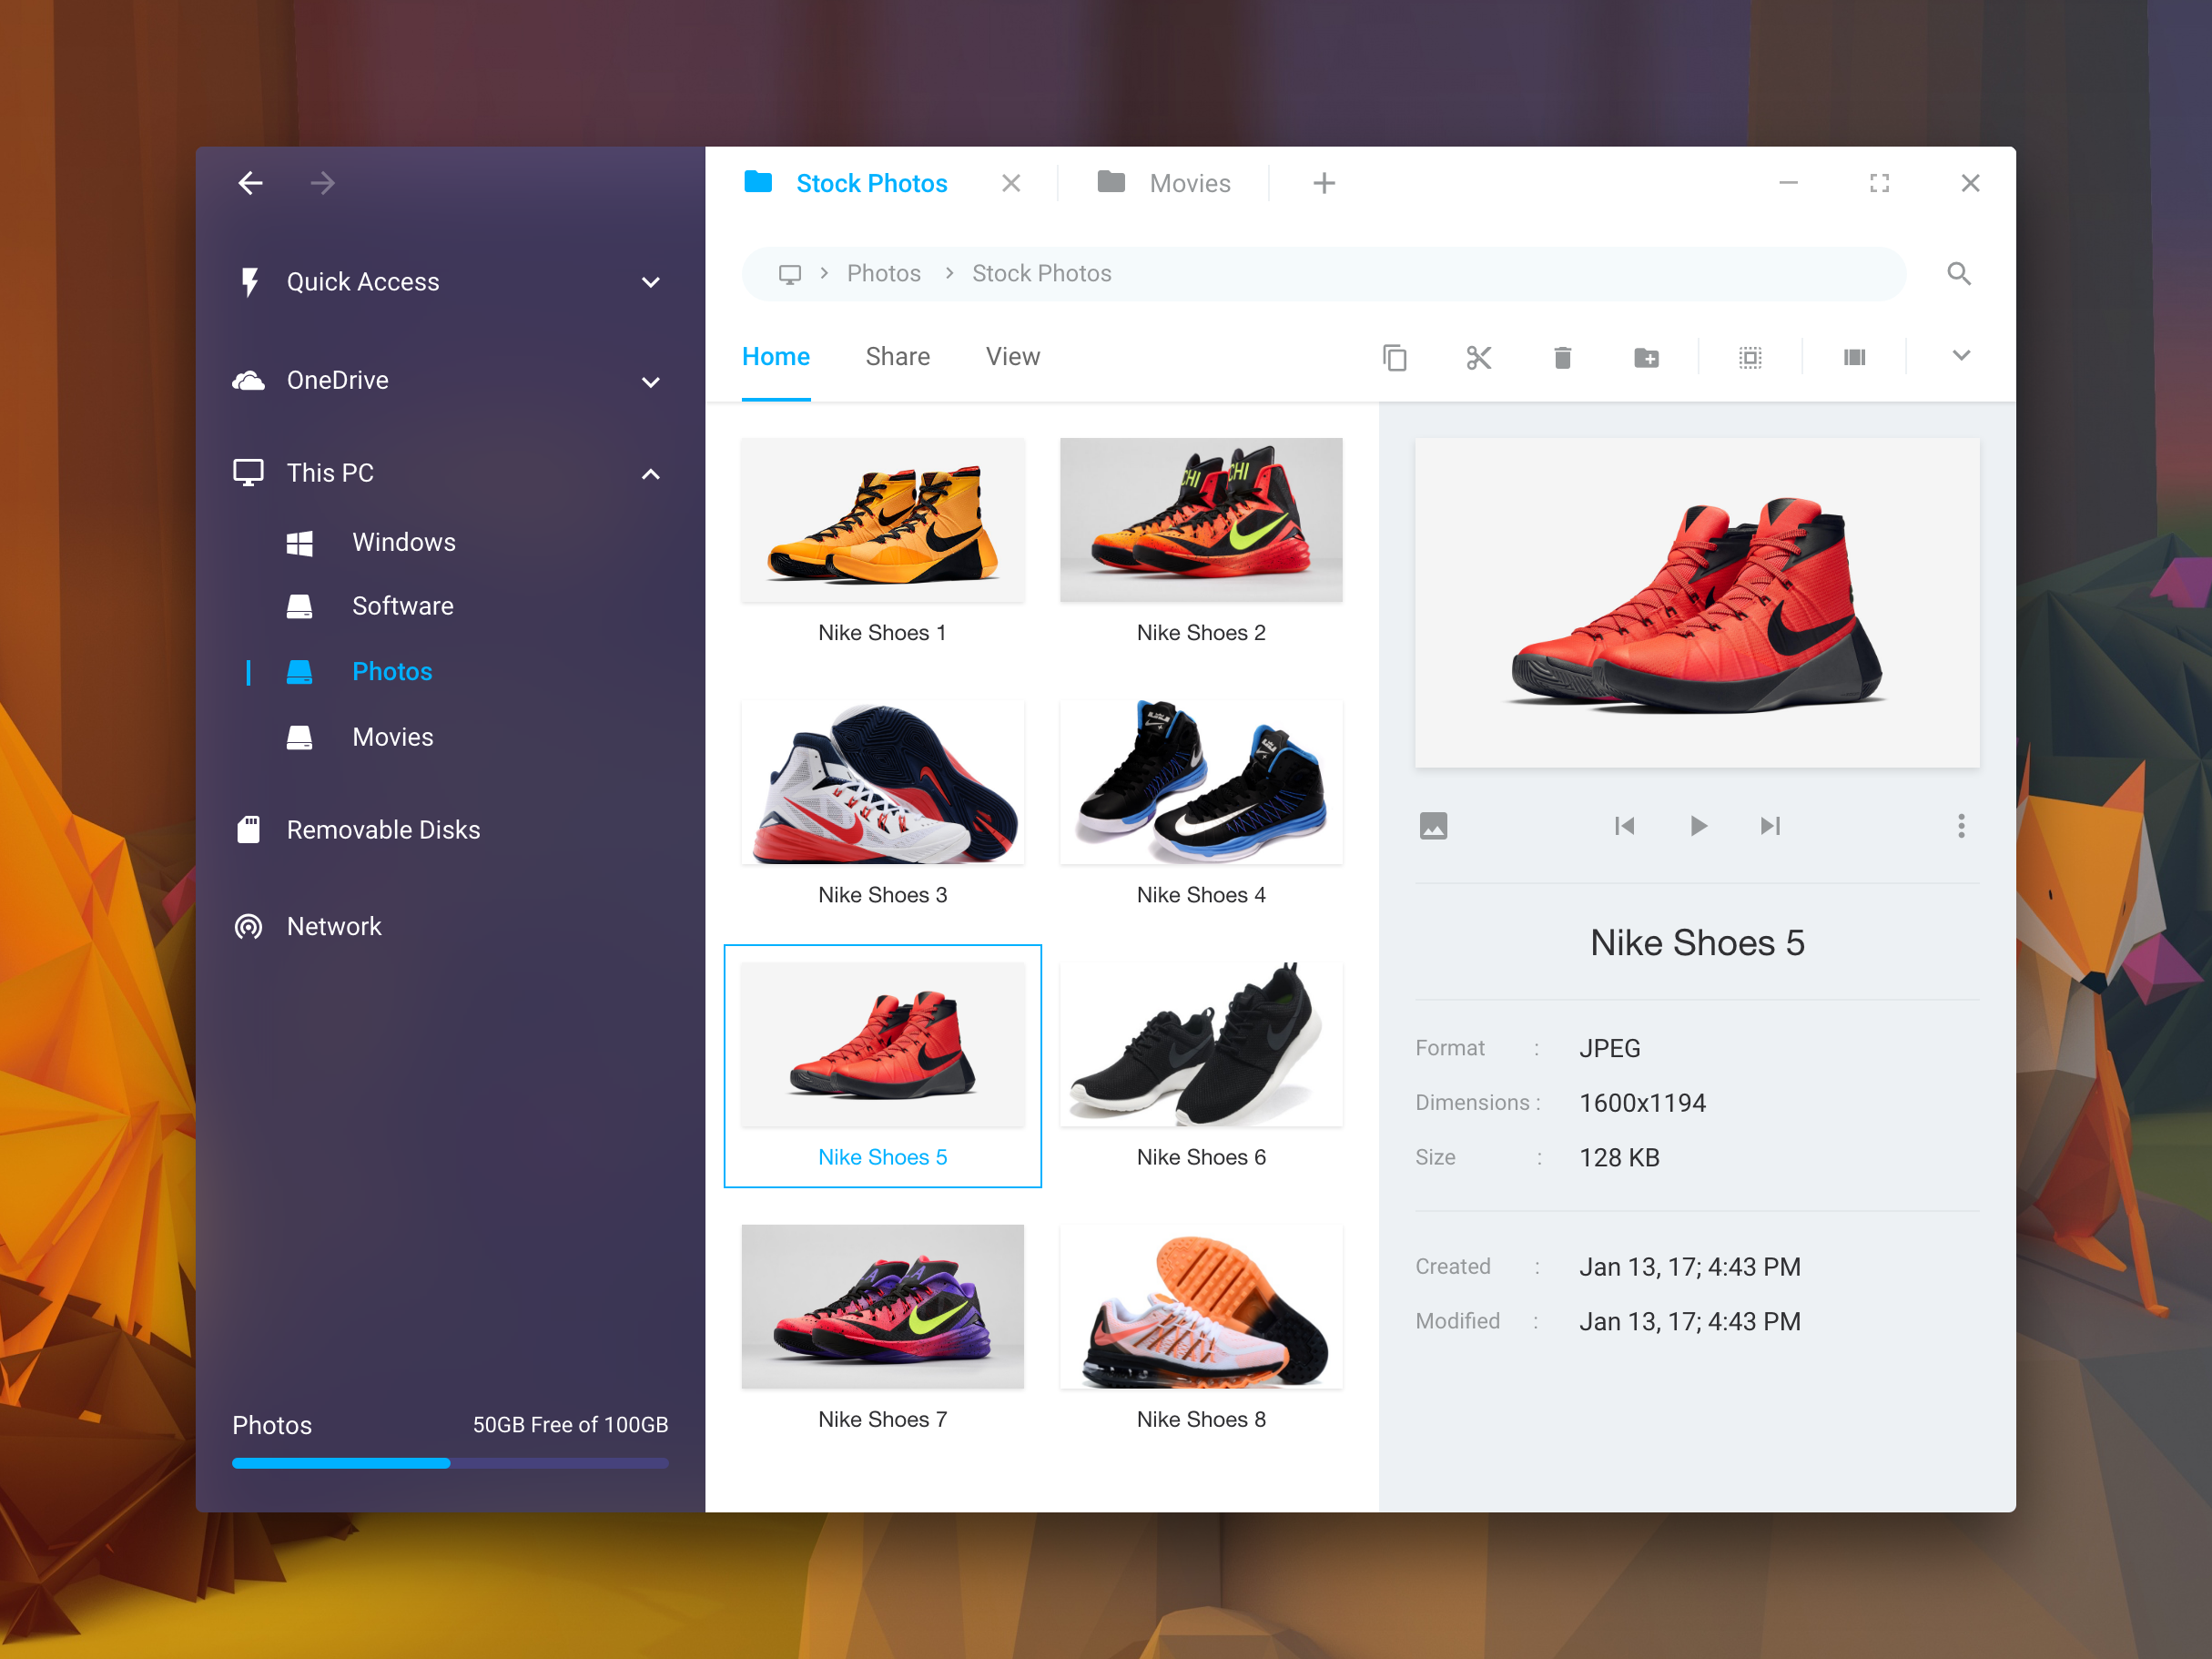 Stock Photos
Movies
Photos
Stock Photos
Home
Share
View
Quick Access
OneDrive
This PC
Windows
Software
Photos
Movies
Removable Disks
Network
Photos
50GB Free of 100GB
Nike Shoes 1
Nike Shoes 2
Nike Shoes 3
Nike Shoes 4
Nike Shoes 5
Nike Shoes 6
Nike Shoes 7
Nike Shoes 8
Nike Shoes 5
Format : JPEG
Dimensions : 1600x1194
Size : 128 KB
Created : Jan 13, 17; 4:43 PM
Modified : Jan 13, 17; 4:43 PM